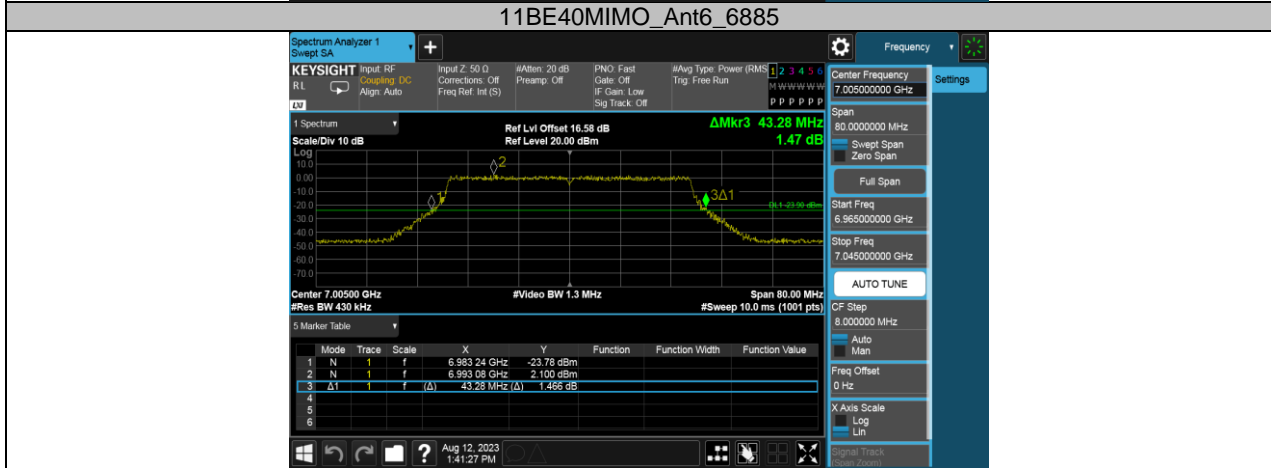 11BE40MIMO_Ant6_6885
Spectrum Analyzer 1
Swept SA
+
Frequency
KEYSIGHT Input: RF Input Z: 50 Ω #Atten: 20 dB PNO: Fast #Avg Type: Power (RMS 1 2 3 4 5 6
RL Coupling: DC Corrections: Off Preamp: Off Gate: Off Trig: Free Run M W W W W W
Align: Auto Freq Ref: Int (S) IF Gain: Low
LXI Sig Track: Off P P P P P P
Center Frequency
7.005000000 GHz
Settings
Span
80.0000000 MHz
Swept Span
Zero Span
Full Span
Start Freq
6.965000000 GHz
Stop Freq
7.045000000 GHz
AUTO TUNE
CF Step
8.000000 MHz
Auto
Man
Freq Offset
0 Hz
X Axis Scale
Log
Lin
Signal Track
(Span Zoom)
1 Spectrum
Ref Lvl Offset 16.58 dB ΔMkr3 43.28 MHz
Scale/Div 10 dB Ref Level 20.00 dBm 1.47 dB
Log
10.0
0.00
-10.0
-20.0
-30.0
-40.0
-50.0
-60.0
-70.0
2
1
3Δ1
DL1 -23.90 dBm
Center 7.00500 GHz #Video BW 1.3 MHz Span 80.00 MHz
#Res BW 430 kHz #Sweep 10.0 ms (1001 pts)
5 Marker Table
Mode Trace Scale X Y Function Function Width Function Value
1 N 1 f 6.983 24 GHz -23.78 dBm
2 N 1 f 6.993 08 GHz 2.100 dBm
3 Δ1 1 f (Δ) 43.28 MHz (Δ) 1.466 dB
4
5
6
?
Aug 12, 2023
1:41:27 PM